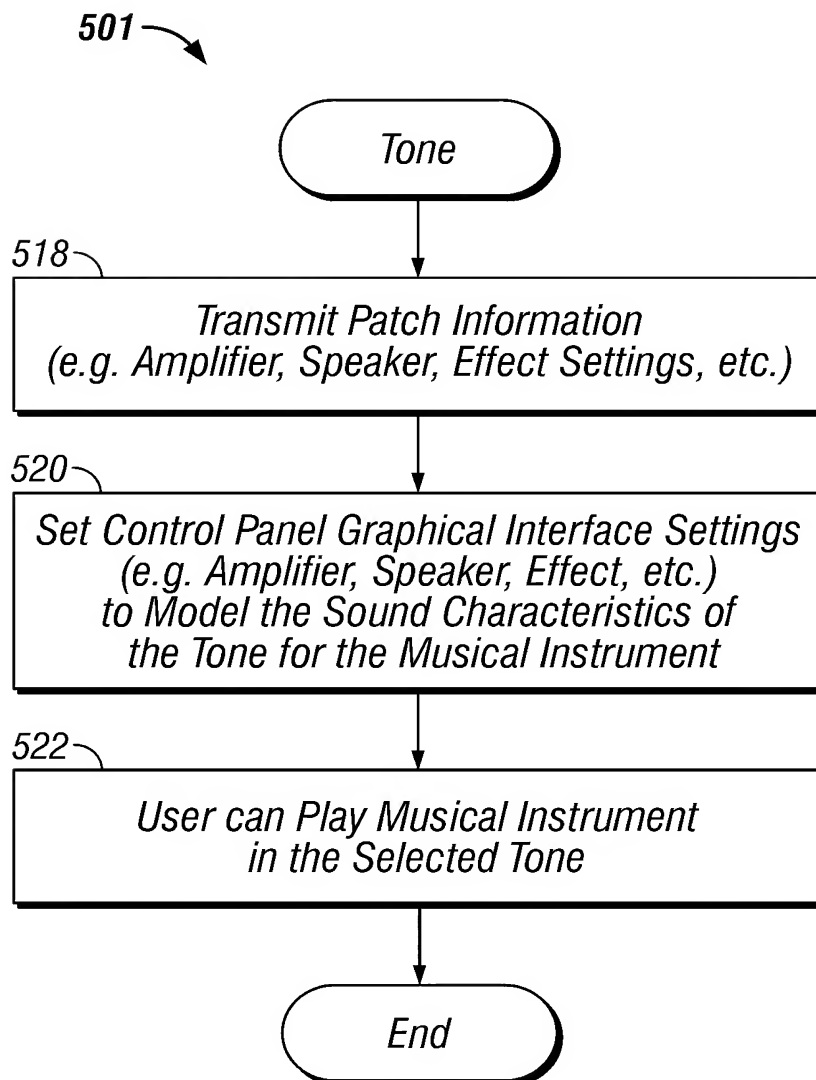 501
Tone
518
Transmit Patch Information
(e.g. Amplifier, Speaker, Effect Settings, etc.)
520
Set Control Panel Graphical Interface Settings
(e.g. Amplifier, Speaker, Effect, etc.)
to Model the Sound Characteristics of
the Tone for the Musical Instrument
522
User can Play Musical Instrument
in the Selected Tone
End